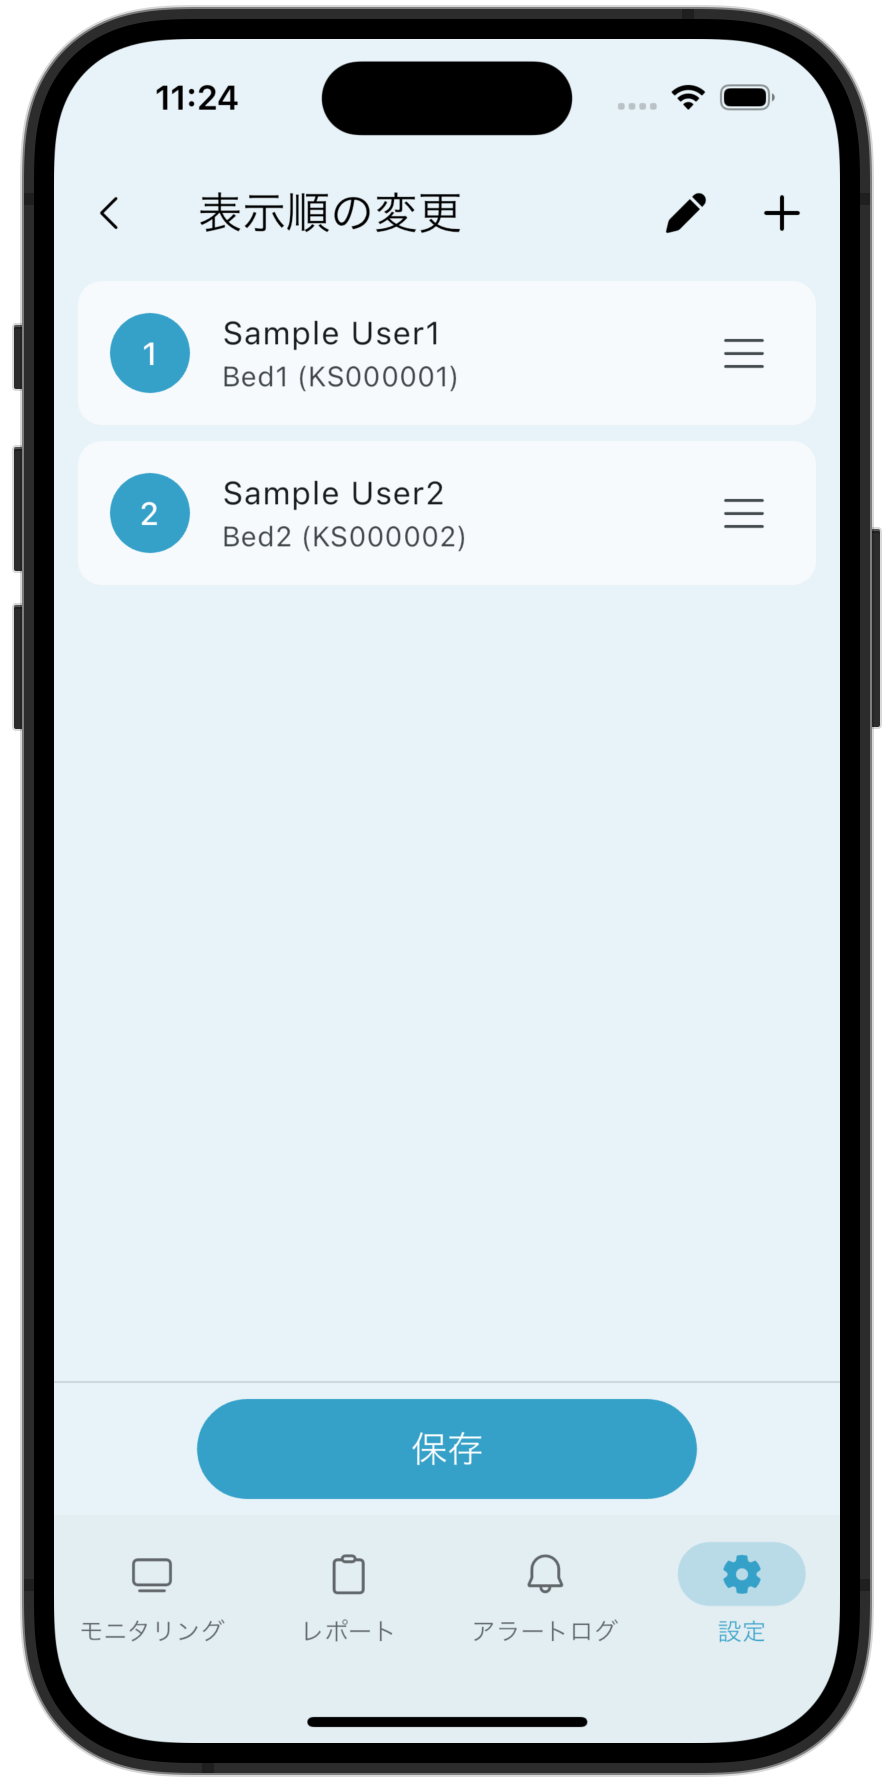 11:24
表示順の変更
1
Sample User1
Bed1 (KS000001)
2
Sample User2
Bed2 (KS000002)
保存
モニタリング
レポート
アラートログ
設定